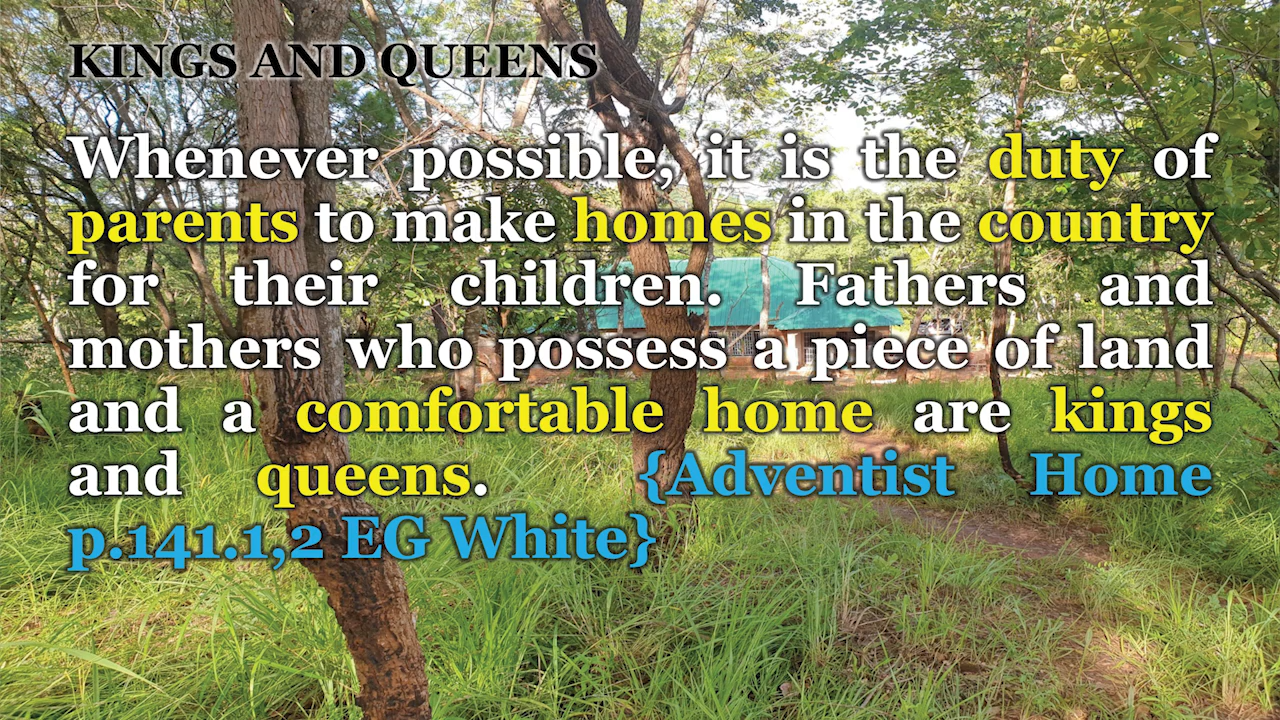 KINGS AND QUEENS
Whenever possible, it is the duty of
parents to make homes in the country
for their children. Fathers and
mothers who possess a piece of land
and a comfortable home are kings
and queens. {Adventist Home
p.141.1,2 EG White}